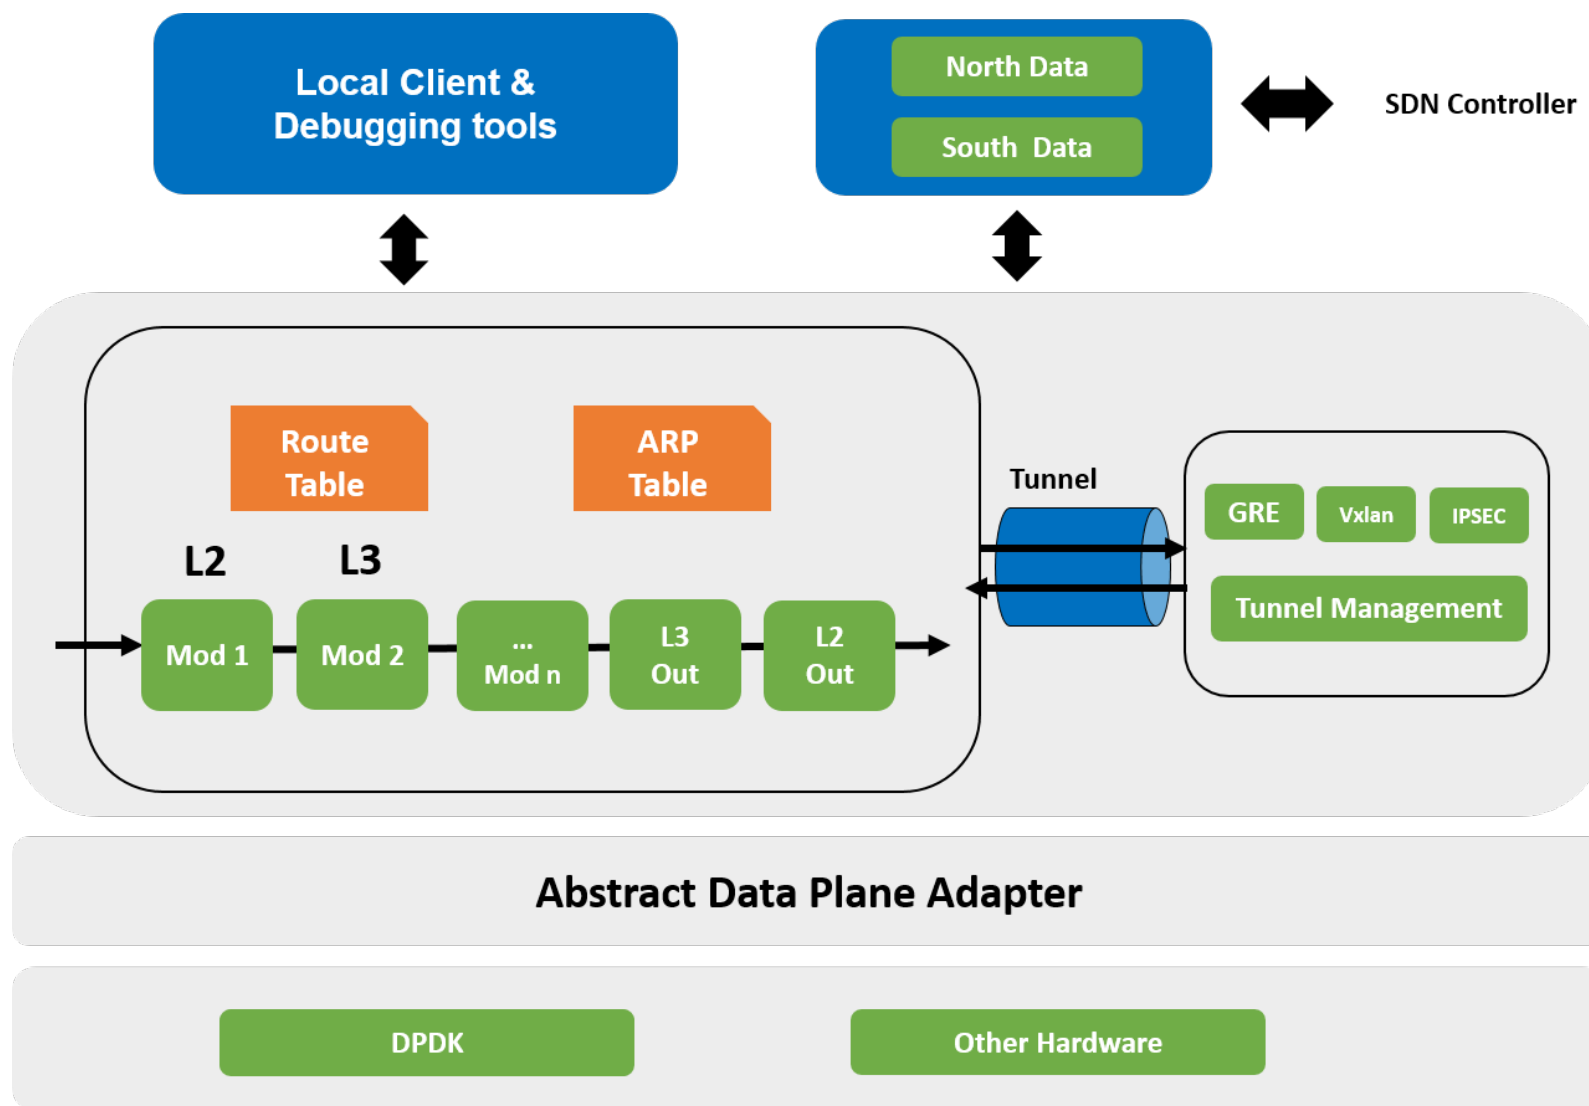 Local Client &
Debugging tools
North Data
South Data
SDN Controller
Route
Table
ARP
Table
Tunnel
GRE
Vxlan
IPSEC
Tunnel Management
L2
L3
Mod 1
Mod 2
...
Mod n
L3
Out
L2
Out
Abstract Data Plane Adapter
DPDK
Other Hardware